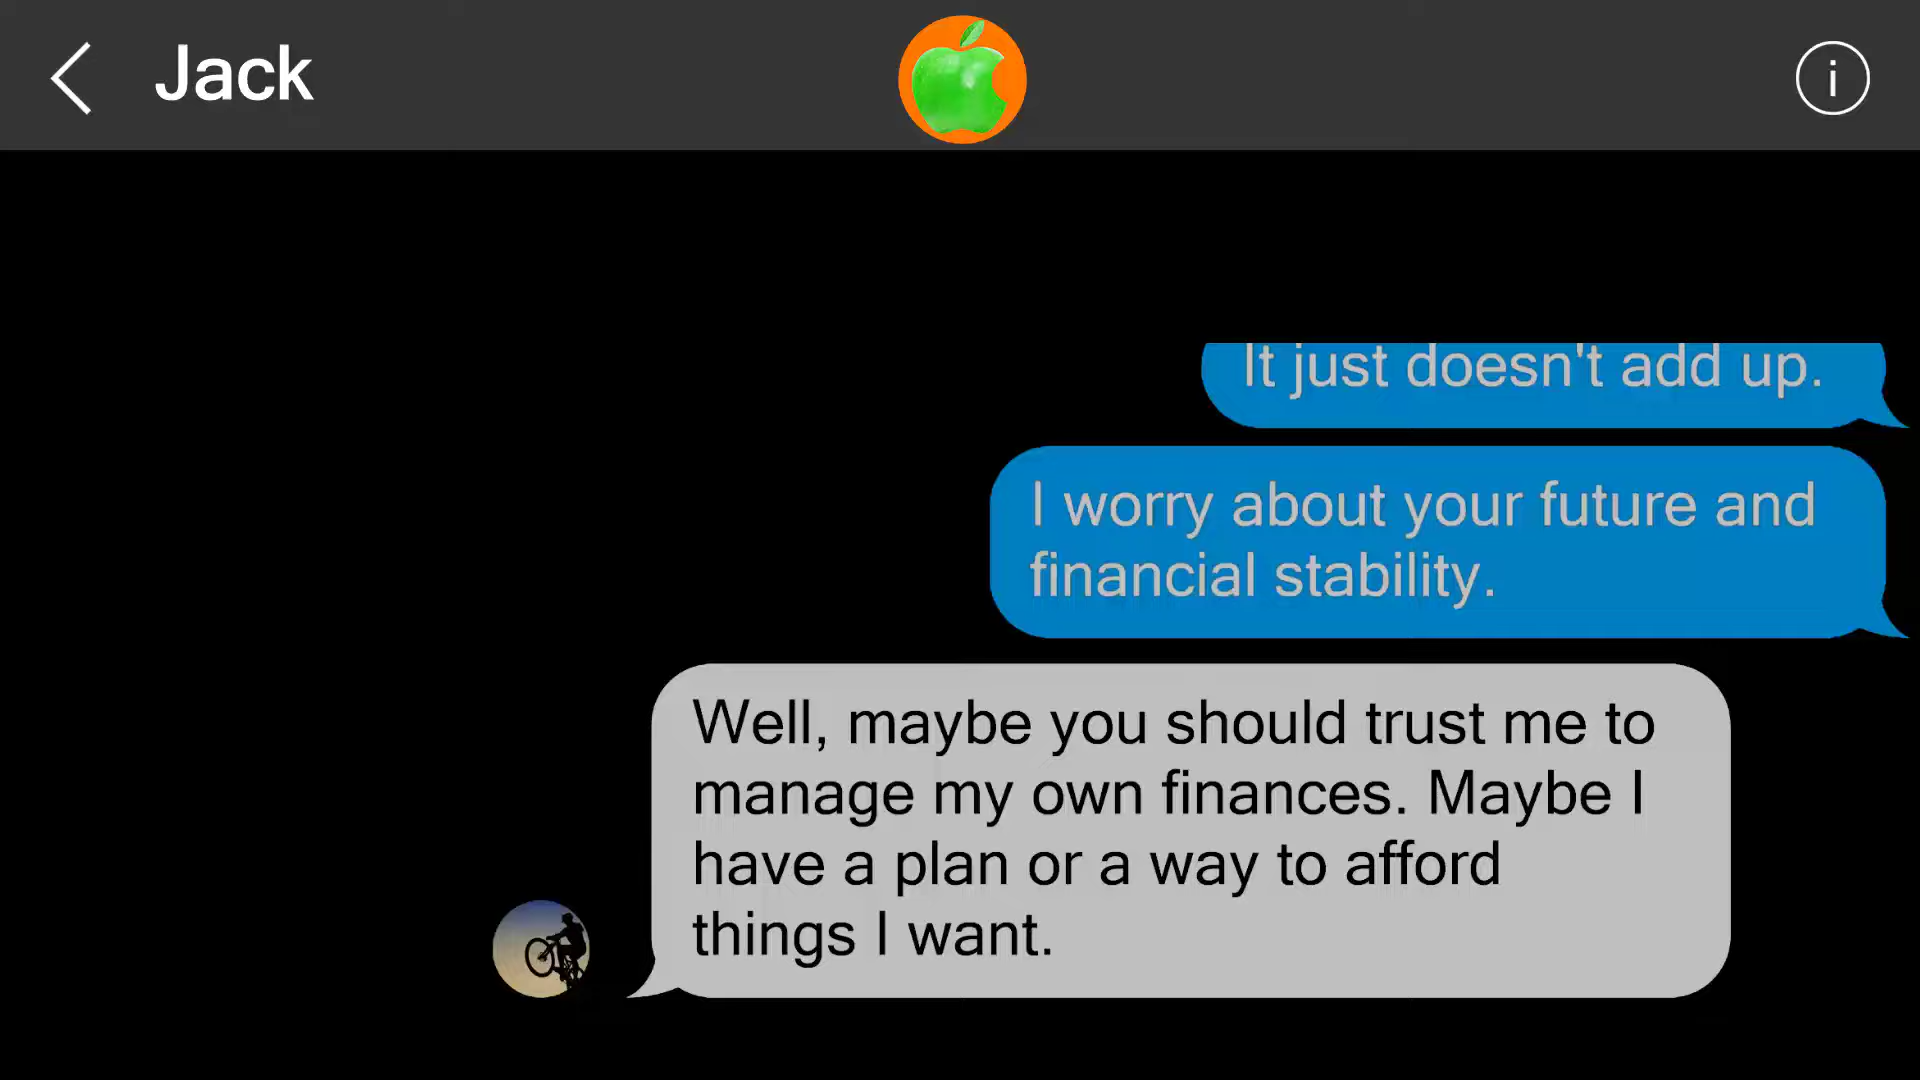 Jack
i
It just doesn't add up.
I worry about your future and
financial stability.
Well, maybe you should trust me to
manage my own finances. Maybe I
have a plan or a way to afford
things I want.